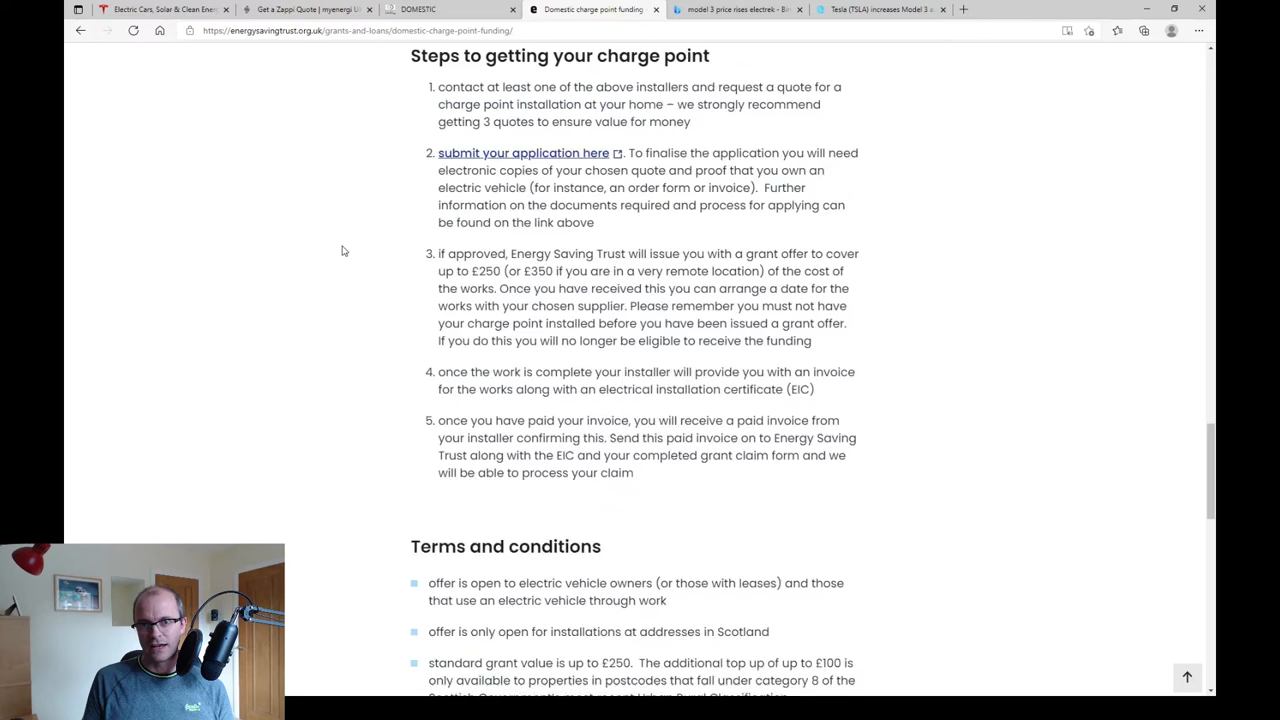 Electric Cars, Solar & Clean Ener
Get a Zappi Quote | myenergi U
DOMESTIC
Domestic charge point funding
model 3 price rises electrek - Bi
Tesla (TSLA) increases Model 3 a
https://energysavingtrust.org.uk/grants-and-loans/domestic-charge-point-funding/
Steps to getting your charge point
1. contact at least one of the above installers and request a quote for a
charge point installation at your home – we strongly recommend
getting 3 quotes to ensure value for money
2. submit your application here . To finalise the application you will need
electronic copies of your chosen quote and proof that you own an
electric vehicle (for instance, an order form or invoice). Further
information on the documents required and process for applying can
be found on the link above
3. if approved, Energy Saving Trust will issue you with a grant offer to cover
up to £250 (or £350 if you are in a very remote location) of the cost of
the works. Once you have received this you can arrange a date for the
works with your chosen supplier. Please remember you must not have
your charge point installed before you have been issued a grant offer.
If you do this you will no longer be eligible to receive the funding
4. once the work is complete your installer will provide you with an invoice
for the works along with an electrical installation certificate (EIC)
5. once you have paid your invoice, you will receive a paid invoice from
your installer confirming this. Send this paid invoice on to Energy Saving
Trust along with the EIC and your completed grant claim form and we
will be able to process your claim
Terms and conditions
offer is open to electric vehicle owners (or those with leases) and those
that use an electric vehicle through work
offer is only open for installations at addresses in Scotland
standard grant value is up to £250. The additional top up of up to £100 is
only available to properties in postcodes that fall under category 8 of the
Scottish Government's most recent Urban Rural Classification